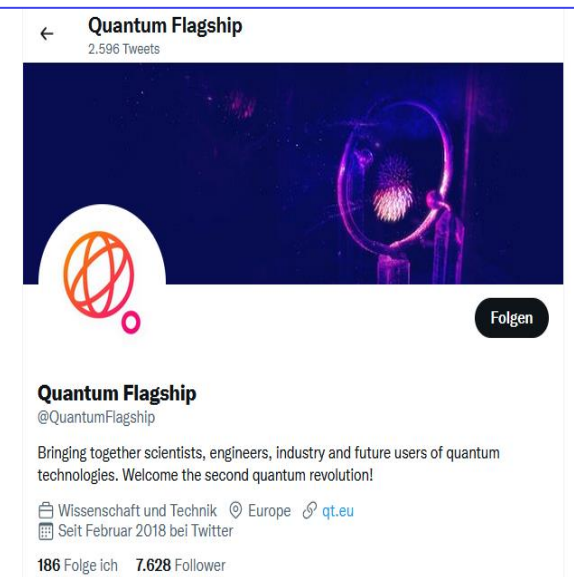 Quantum Flagship
2.596 Tweets
Folgen
Quantum Flagship
@QuantumFlagship
Bringing together scientists, engineers, industry and future users of quantum
technologies. Welcome the second quantum revolution!
Wissenschaft und Technik Europe qt.eu
Seit Februar 2018 bei Twitter
186 Folge ich 7.628 Follower